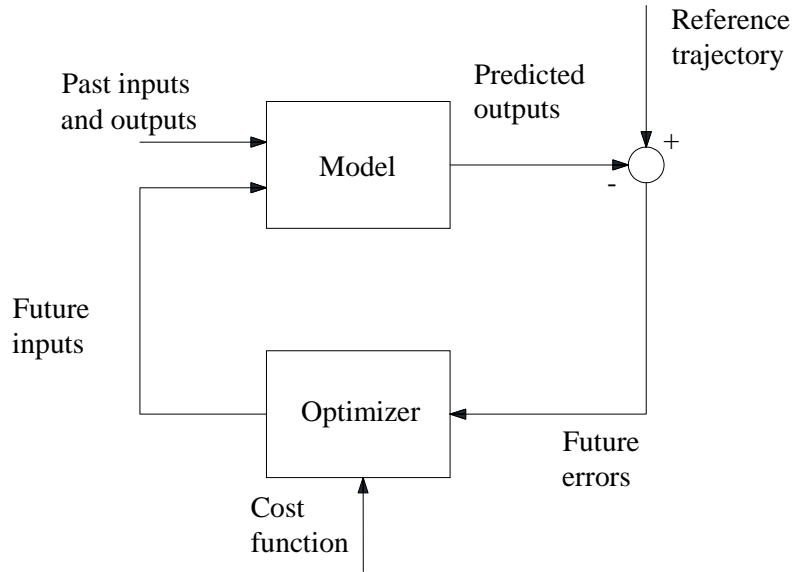 Reference
trajectory
Past inputs
and outputs
Predicted
outputs
+
Model
-
Future
inputs
Optimizer
Future
errors
Cost
function